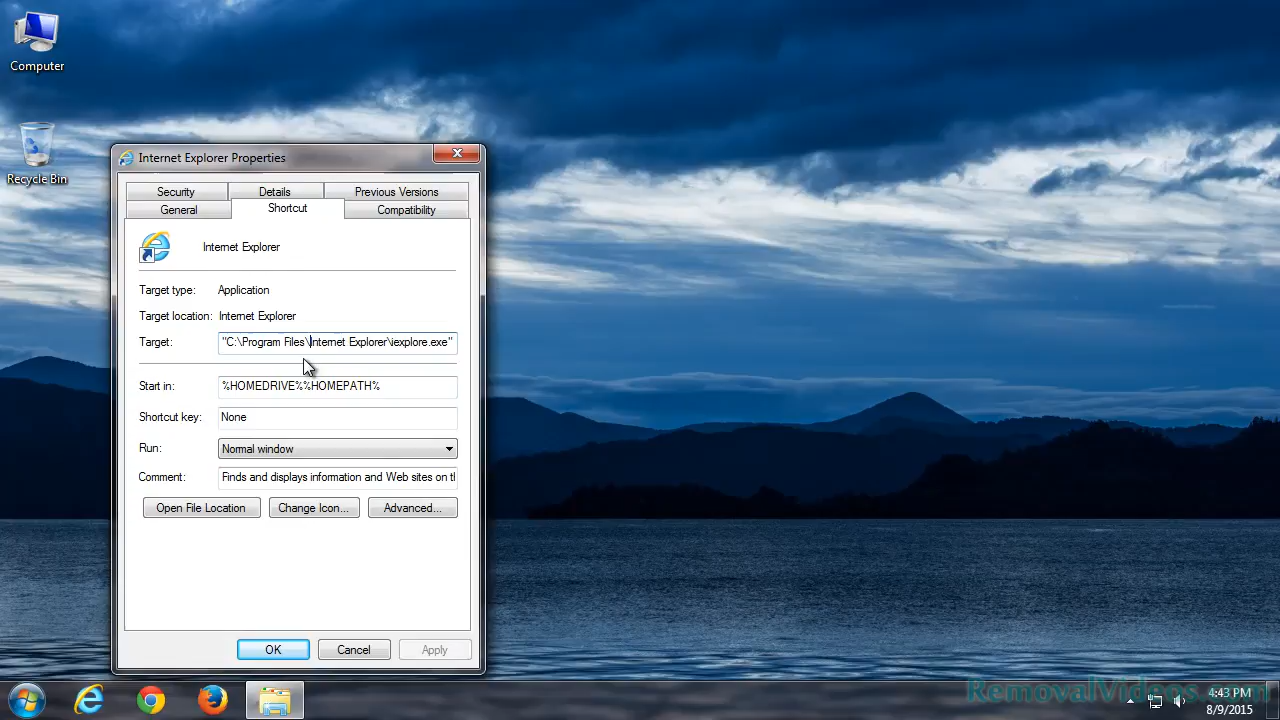 Computer
Recycle Bin
Internet Explorer Properties
Security Details Previous Versions
General Shortcut Compatibility
Internet Explorer
Target type: Application
Target location: Internet Explorer
Target: "C:\Program Files\Internet Explorer\iexplore.exe"
Start in: %HOMEDRIVE%%HOMEPATH%
Shortcut key: None
Run: Normal window
Comment: Finds and displays information and Web sites on tl
Open File Location Change Icon... Advanced...
OK Cancel Apply
RemovalVideos.com
4:43 PM
8/9/2015